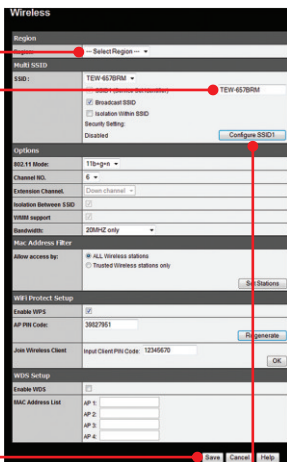 Wireless
Region
Region: -- Select Region --
Multi SSID
SSID: TEW-657BRM
SSID1 TEW-657BRM
Broadcast SSID
Isolation Within SSID
Security Setting:
Disabled Configure SSID1
Options
802.11 Mode: 11b+g+n
Channel NO. 6
Extension Channel. Down channel
Isolation Between SSID
WMM support
Bandwidth: 20MHZ only
Mac Address Filter
Allow access by: ALL Wireless stations
Trusted Wireless stations only
Set Stations
WiFi Protect Setup
Enable WPS
AP PIN Code: 39827951
Regenerate
Join Wireless Client Input Client PIN Code: 12345670
OK
WDS Setup
Enable WDS
MAC Address List AP 1:
AP 2:
AP 3:
AP 4:
Save Cancel Help